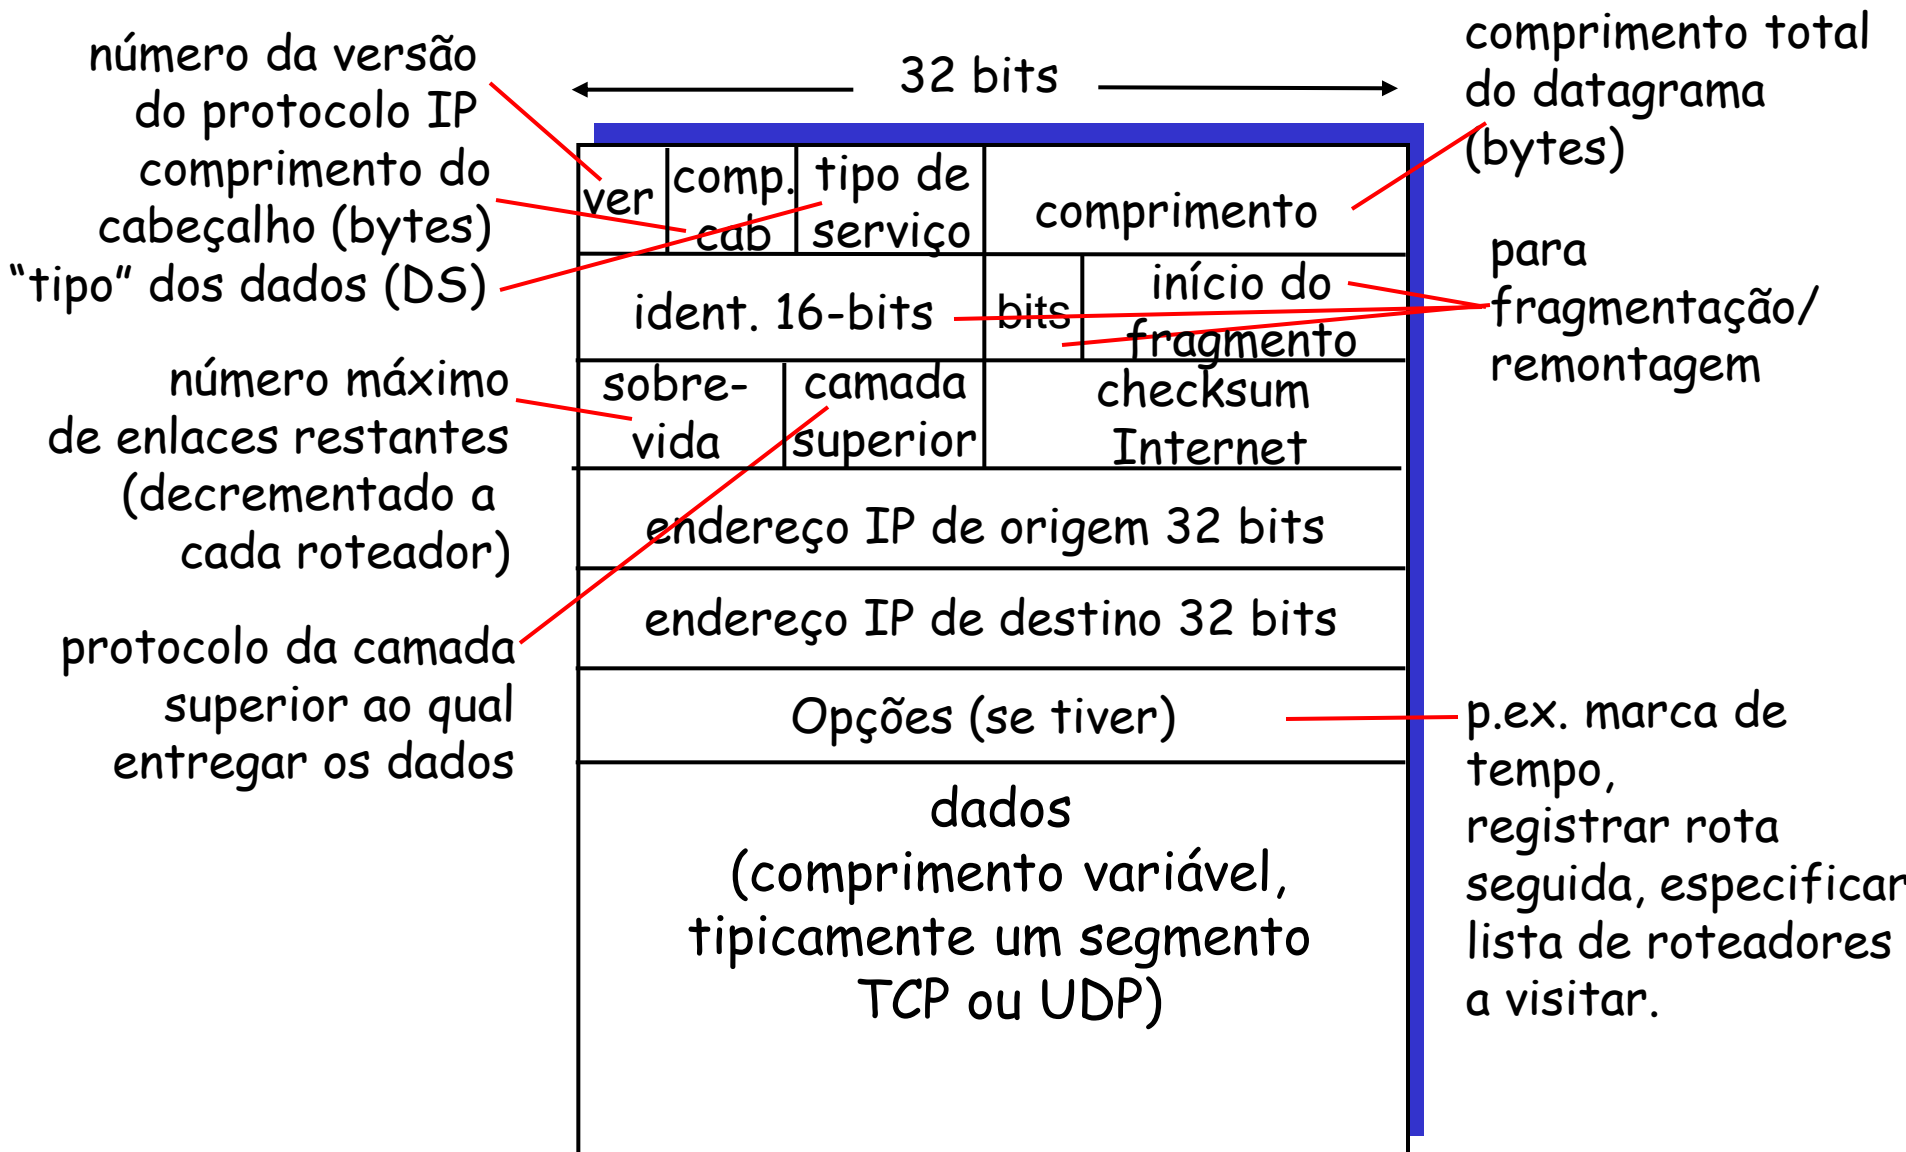 número da versão
do protocolo IP
comprimento do
cabeçalho (bytes)
“tipo” dos dados (DS)
número máximo
de enlaces restantes
(decrementado a
cada roteador)
protocolo da camada
superior ao qual
entregar os dados
32 bits
ver
comp.
cab
tipo de
serviço
comprimento
ident. 16-bits
bits
início do
fragmento
sobre-
vida
camada
superior
checksum
Internet
endereço IP de origem 32 bits
endereço IP de destino 32 bits
Opções (se tiver)
dados
(comprimento variável,
tipicamente um segmento
TCP ou UDP)
comprimento total
do datagrama
(bytes)
para
fragmentação/
remontagem
p.ex. marca de
tempo,
registrar rota
seguida, especificar
lista de roteadores
a visitar.